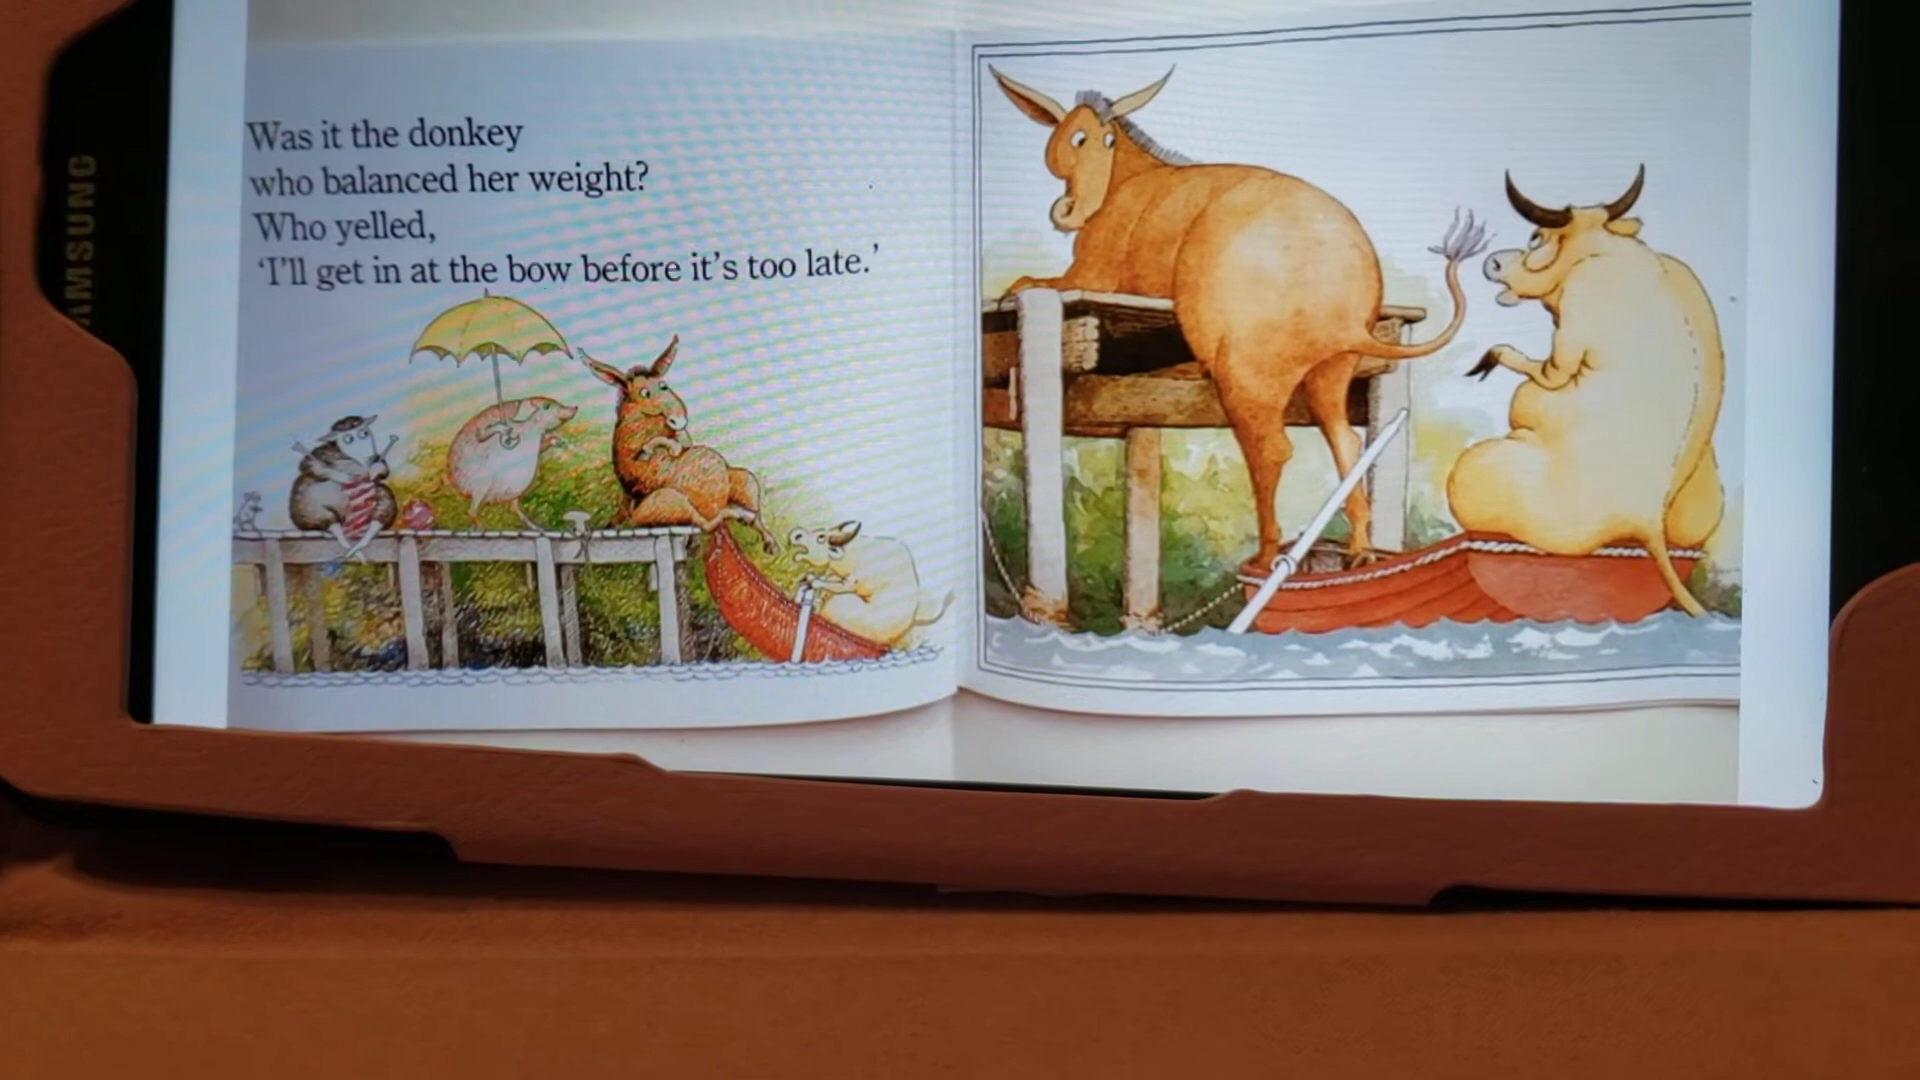 SAMSUNG
Was it the donkey
who balanced her weight?
Who yelled,
‘I’ll get in at the bow before it’s too late.’